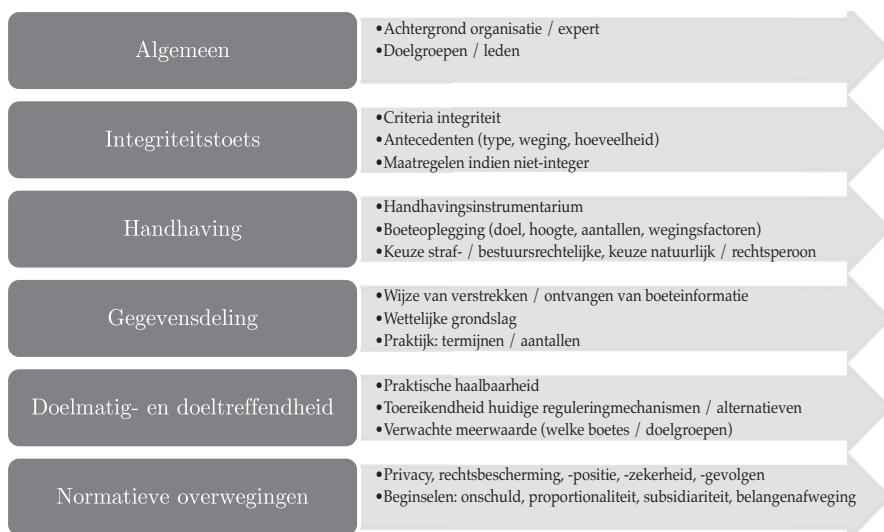 Algemeen
•Achtergrond organisatie / expert
•Doelgroepen / leden
Integriteitstoets
•Criteria integriteit
•Antecedenten (type, weging, hoeveelheid)
•Maatregelen indien niet-integer
Handhaving
•Handhavingsinstrumentarium
•Boeteoplegging (doel, hoogte, aantallen, wegingsfactoren)
•Keuze straf- / bestuursrechtelijke, keuze natuurlijk / rechtsperoon
Gegevensdeling
•Wijze van verstrekken / ontvangen van boeteinformatie
•Wettelijke grondslag
•Praktijk: termijnen / aantallen
Doelmatig- en doeltreffendheid
•Praktische haalbaarheid
•Toereikendheid huidige reguleringmechanismen / alternatieven
•Verwachte meerwaarde (welke boetes / doelgroepen)
Normatieve overwegingen
•Privacy, rechtsbescherming, -positie, -zekerheid, -gevolgen
•Beginselen: onschuld, proportionaliteit, subsidiariteit, belangenafweging